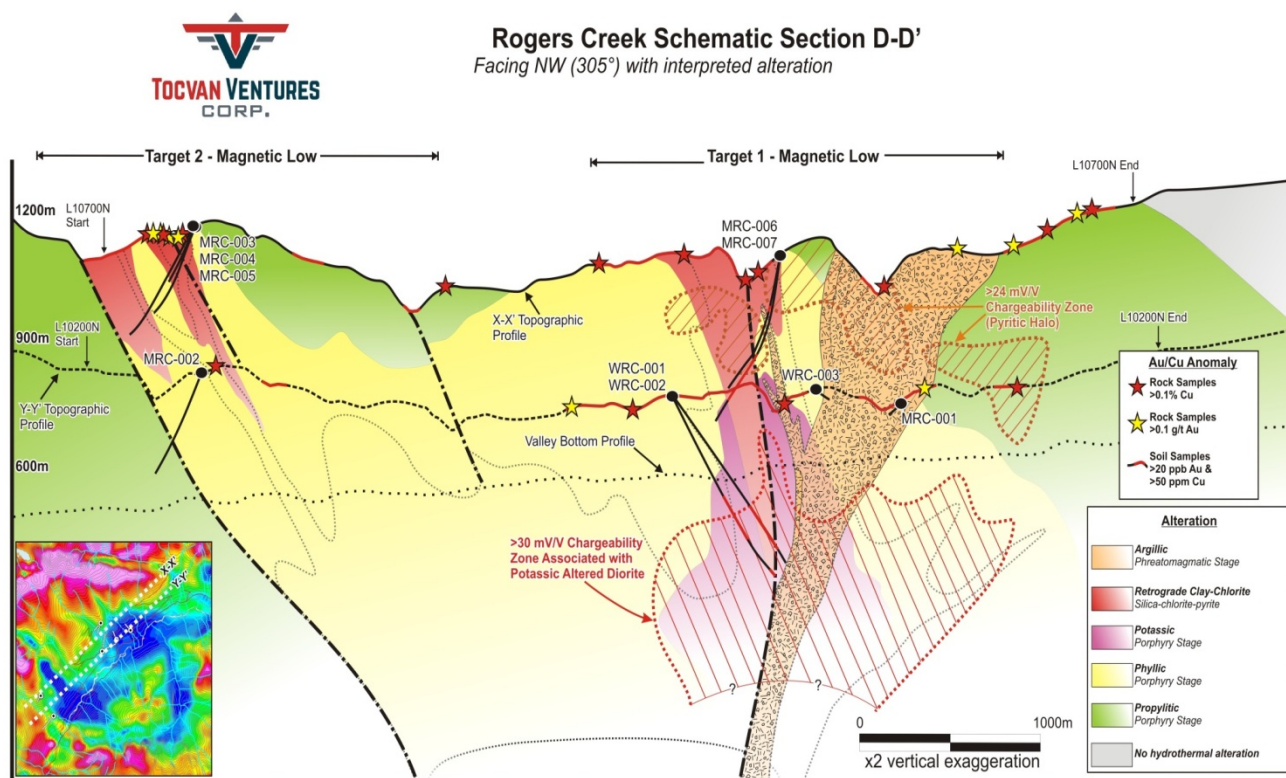 TOCVAN VENTURES
CORP.
Rogers Creek Schematic Section D-D'
Facing NW (305°) with interpreted alteration
Target 2 - Magnetic Low
Target 1 - Magnetic Low
L10700N End
1200m
L10700N
Start
MRC-003
MRC-004
MRC-005
MRC-006
MRC-007
>24 mV/V
Chargeability Zone
(Pyritic Halo)
X-X' Topographic
Profile
L10200N End
900m
L10200N
Start
MRC-002
WRC-001
WRC-002
WRC-003
MRC-001
Y-Y' Topographic
Profile
Valley Bottom Profile
600m
Au/Cu Anomaly
Rock Samples
>0.1% Cu
Rock Samples
>0.1 g/t Au
Soil Samples
>20 ppb Au &
>50 ppm Cu
>30 mV/V Chargeability
Zone Associated with
Potassic Altered Diorite
X-X'
Y-Y'
? ?
Alteration
Argillic
Phreatomagmatic Stage
Retrograde Clay-Chlorite
Silica-chlorite-pyrite
Potassic
Porphyry Stage
Phyllic
Porphyry Stage
Propylitic
Porphyry Stage
No hydrothermal alteration
0 1000m
x2 vertical exaggeration